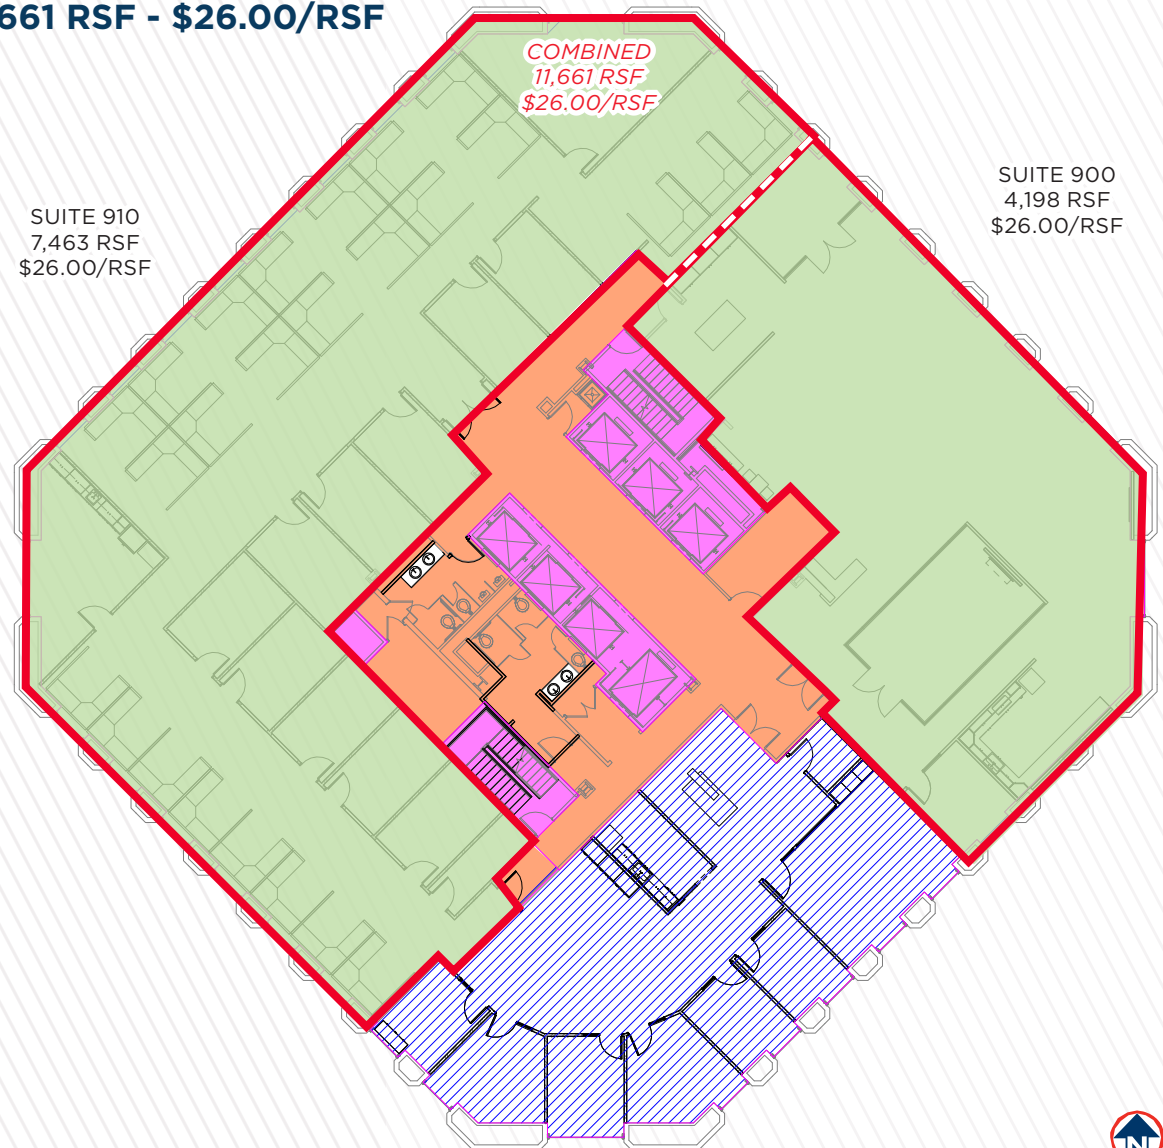 661 RSF - $26.00/RSF
COMBINED
11,661 RSF
$26.00/RSF
SUITE 900
4,198 RSF
$26.00/RSF
SUITE 910
7,463 RSF
$26.00/RSF
N